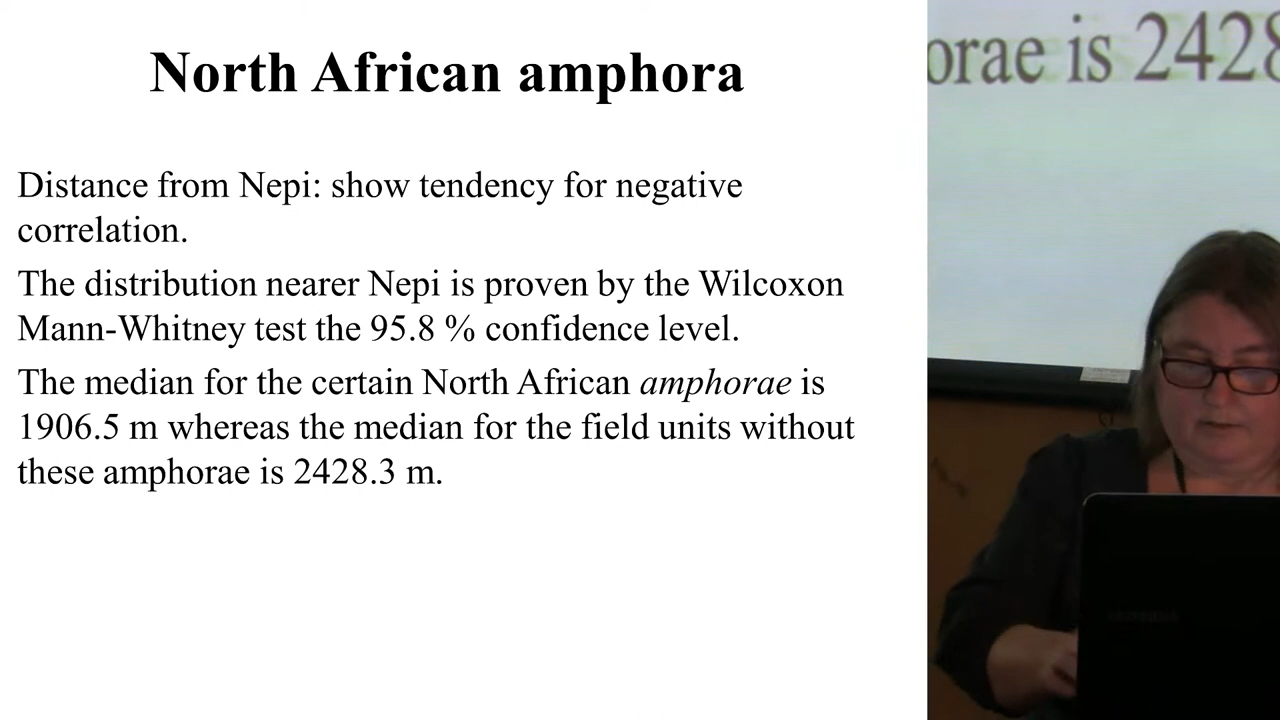 North African amphora
Distance from Nepi: show tendency for negative
correlation.
The distribution nearer Nepi is proven by the Wilcoxon
Mann-Whitney test the 95.8 % confidence level.
The median for the certain North African amphorae is
1906.5 m whereas the median for the field units without
these amphorae is 2428.3 m.
orae is 2428
SAMSUNG